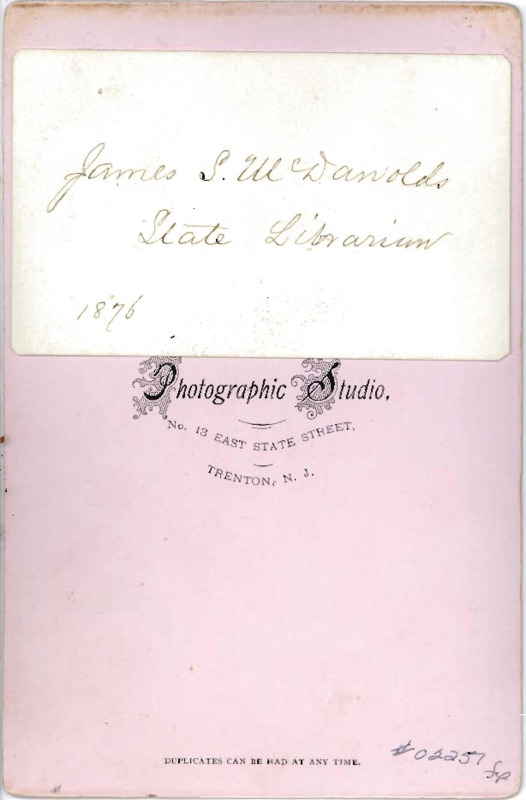 James S. McDanolds
State Librarian
1876
Photographic Studio.
No. 13 EAST STATE STREET,
TRENTON, N. J.
DUPLICATES CAN BE HAD AT ANY TIME.
#02257